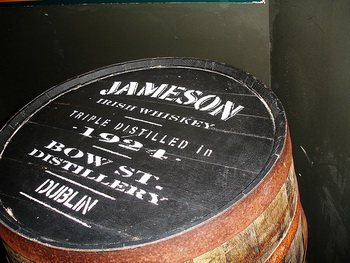 JAMESON
IRISH WHISKEY
TRIPLE DISTILLED in
·1924·
BOW ST.
DISTILLERY
DUBLIN